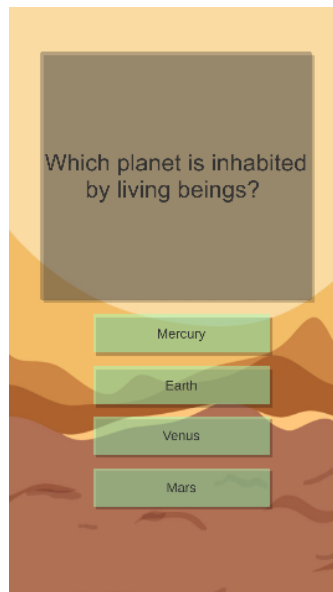 Which planet is inhabited
by living beings?
Mercury
Earth
Venus
Mars